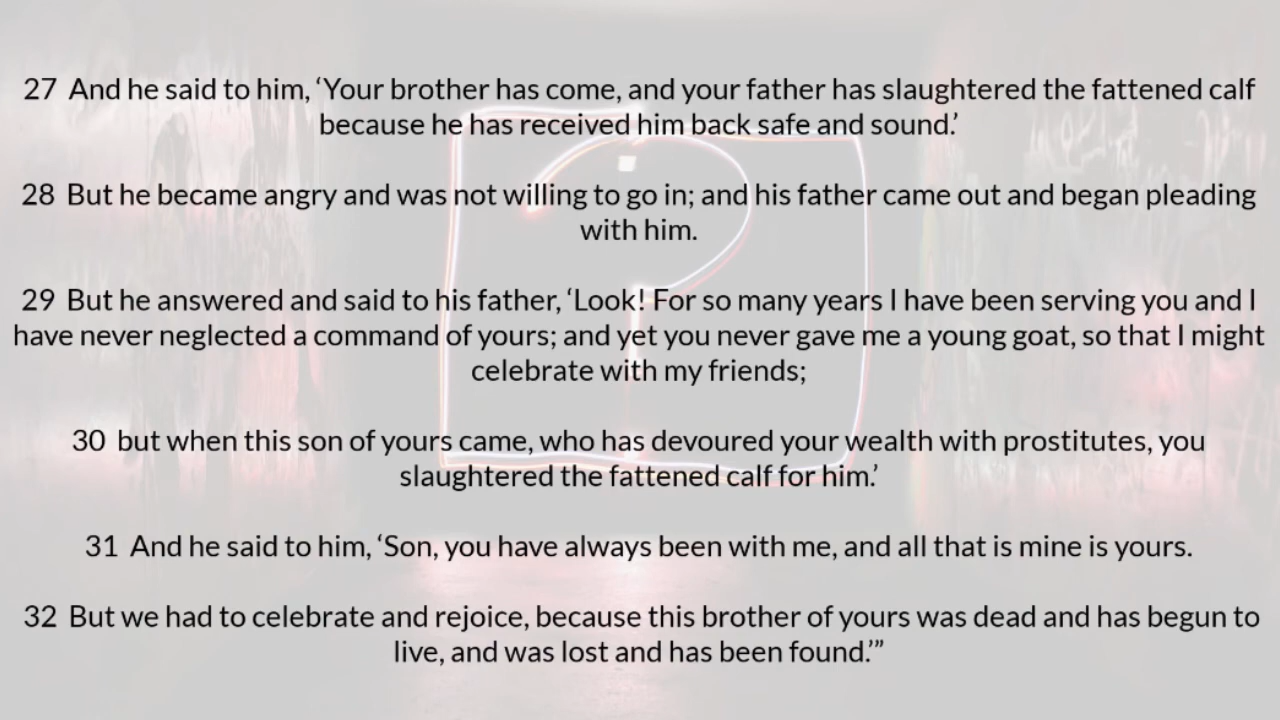 27  And he said to him, ‘Your brother has come, and your father has slaughtered the fattened calf
because he has received him back safe and sound.’
28  But he became angry and was not willing to go in; and his father came out and began pleading
with him.
29  But he answered and said to his father, ‘Look! For so many years I have been serving you and I
have never neglected a command of yours; and yet you never gave me a young goat, so that I might
celebrate with my friends;
30  but when this son of yours came, who has devoured your wealth with prostitutes, you
slaughtered the fattened calf for him.’
31  And he said to him, ‘Son, you have always been with me, and all that is mine is yours.
32  But we had to celebrate and rejoice, because this brother of yours was dead and has begun to
live, and was lost and has been found.’”